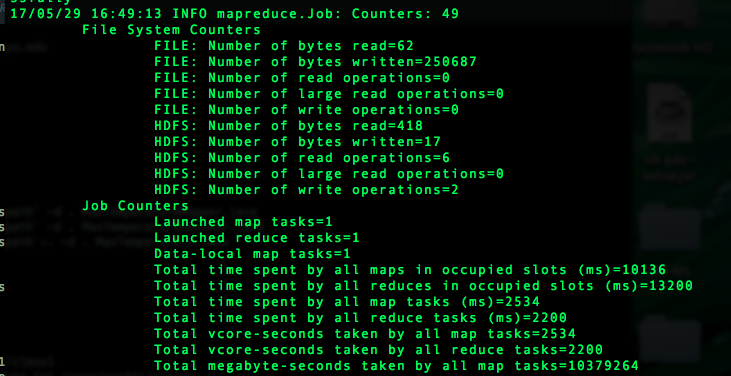 17/05/29 16:49:13 INFO mapreduce.Job: Counters: 49
File System Counters
FILE: Number of bytes read=62
FILE: Number of bytes written=250687
FILE: Number of read operations=0
FILE: Number of large read operations=0
FILE: Number of write operations=0
HDFS: Number of bytes read=418
HDFS: Number of bytes written=17
HDFS: Number of read operations=6
HDFS: Number of large read operations=0
HDFS: Number of write operations=2
Job Counters
Launched map tasks=1
Launched reduce tasks=1
Data-local map tasks=1
Total time spent by all maps in occupied slots (ms)=10136
Total time spent by all reduces in occupied slots (ms)=13200
Total time spent by all map tasks (ms)=2534
Total time spent by all reduce tasks (ms)=2200
Total vcore-seconds taken by all map tasks=2534
Total vcore-seconds taken by all reduce tasks=2200
Total megabyte-seconds taken by all map tasks=10379264